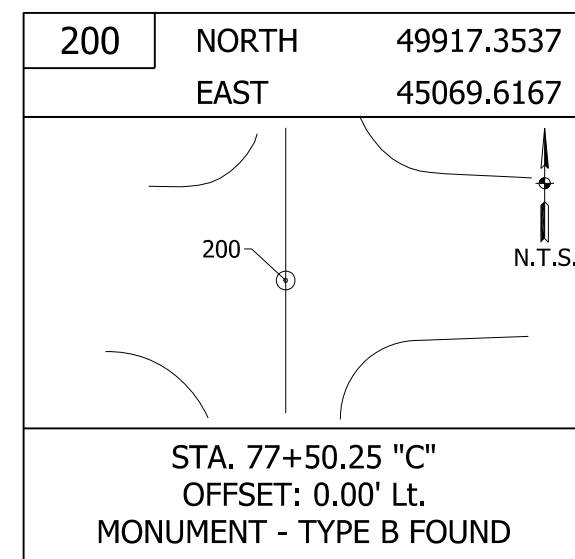 200 NORTH 49917.3537
EAST 45069.6167
200
N.T.S.
STA. 77+50.25 "C"
OFFSET: 0.00' Lt.
MONUMENT - TYPE B FOUND